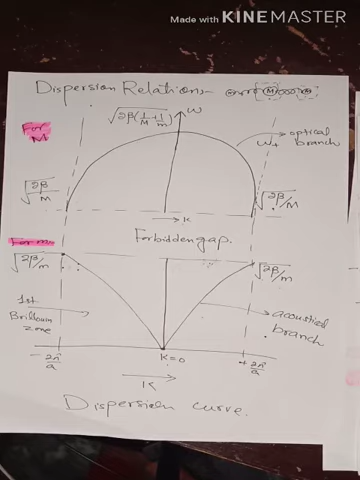 Made with KINEMASTER
Dispersion Relation
M
√2β(1/M + 1/m)
ω
For
M
ω+
optical
branch
√2β/M
√2β/M
→ K
Forbidden gap.
For m
√2β/m
√2β/m
1st
Brillouin
zone
acoustical
branch
K=0
- 2π/a
+ 2π/a
K
Dispersion curve.